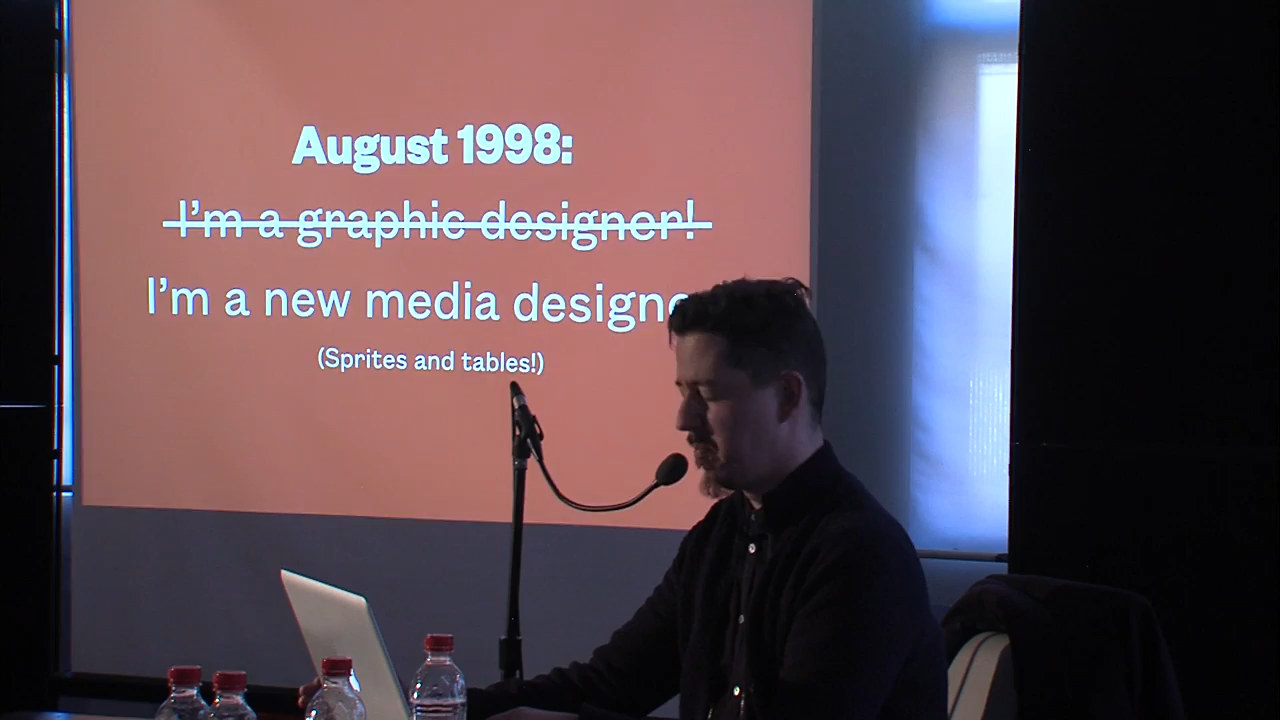 August 1998:
I'm a graphic designer!
I'm a new media designe
(Sprites and tables!)